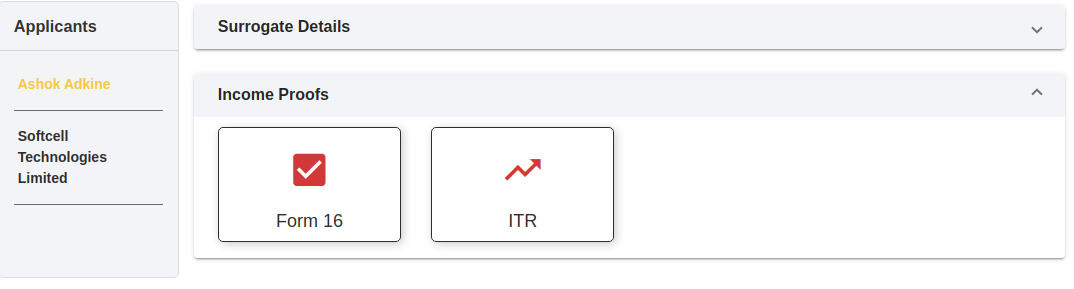 Applicants
Ashok Adkine
Softcell
Technologies
Limited
Surrogate Details
Income Proofs
Form 16
ITR